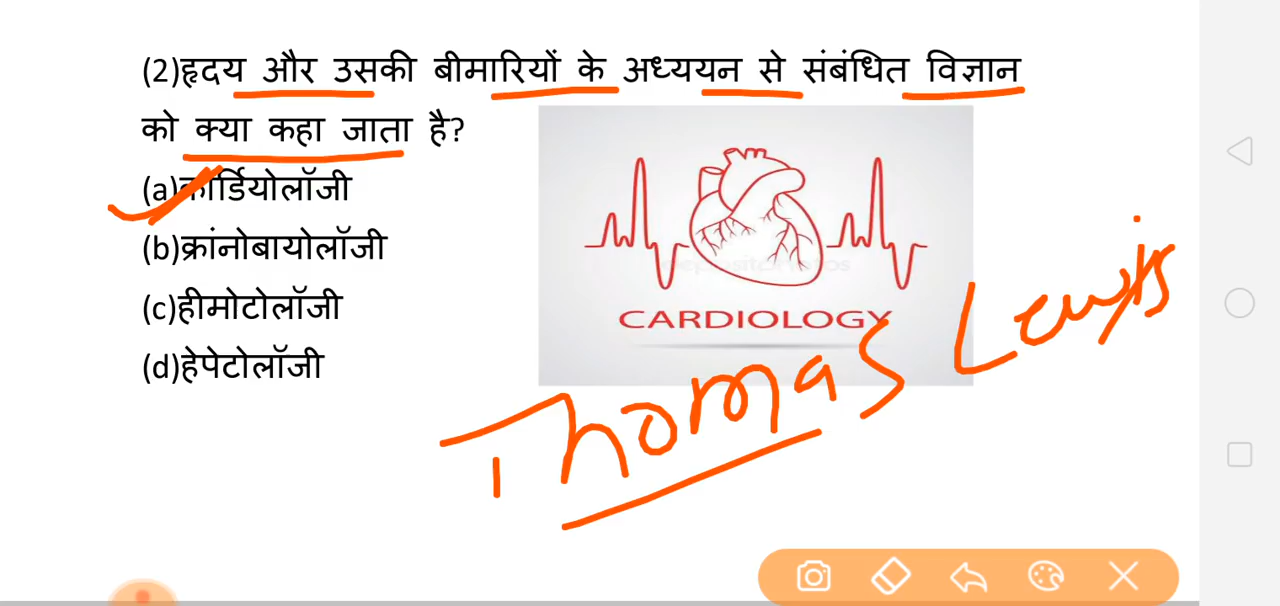 (2)हृदय और उसकी बीमारियों के अध्ययन से संबंधित विज्ञान
को क्या कहा जाता है?
(a)कार्डियोलॉजी
(b)क्रांनोबायोलॉजी
(c)हीमोटोलॉजी
(d)हेपेटोलॉजी
CARDIOLOGY
Thomas Lewis